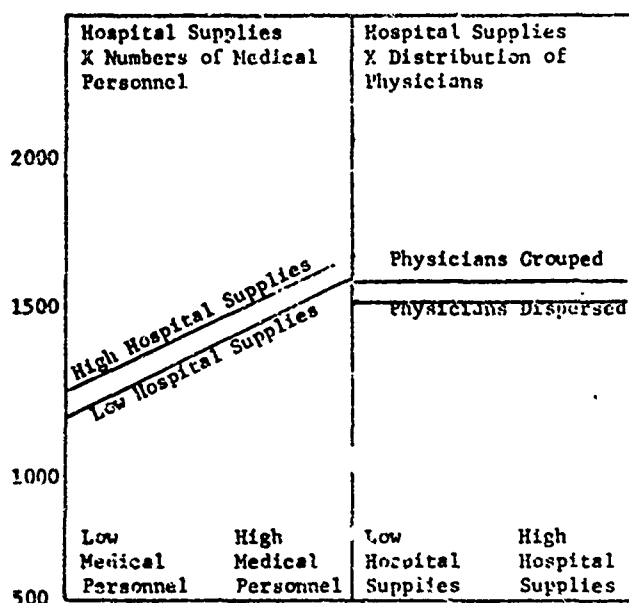 Hospital Supplies
X Numbers of Medical
Personnel
Hospital Supplies
X Distribution of
Physicians
2000
1500
1000
500
High Hospital Supplies
Low Hospital Supplies
Physicians Grouped
Physicians Dispersed
Low
Medical
Personnel
High
Medical
Personnel
Low
Hospital
Supplies
High
Hospital
Supplies